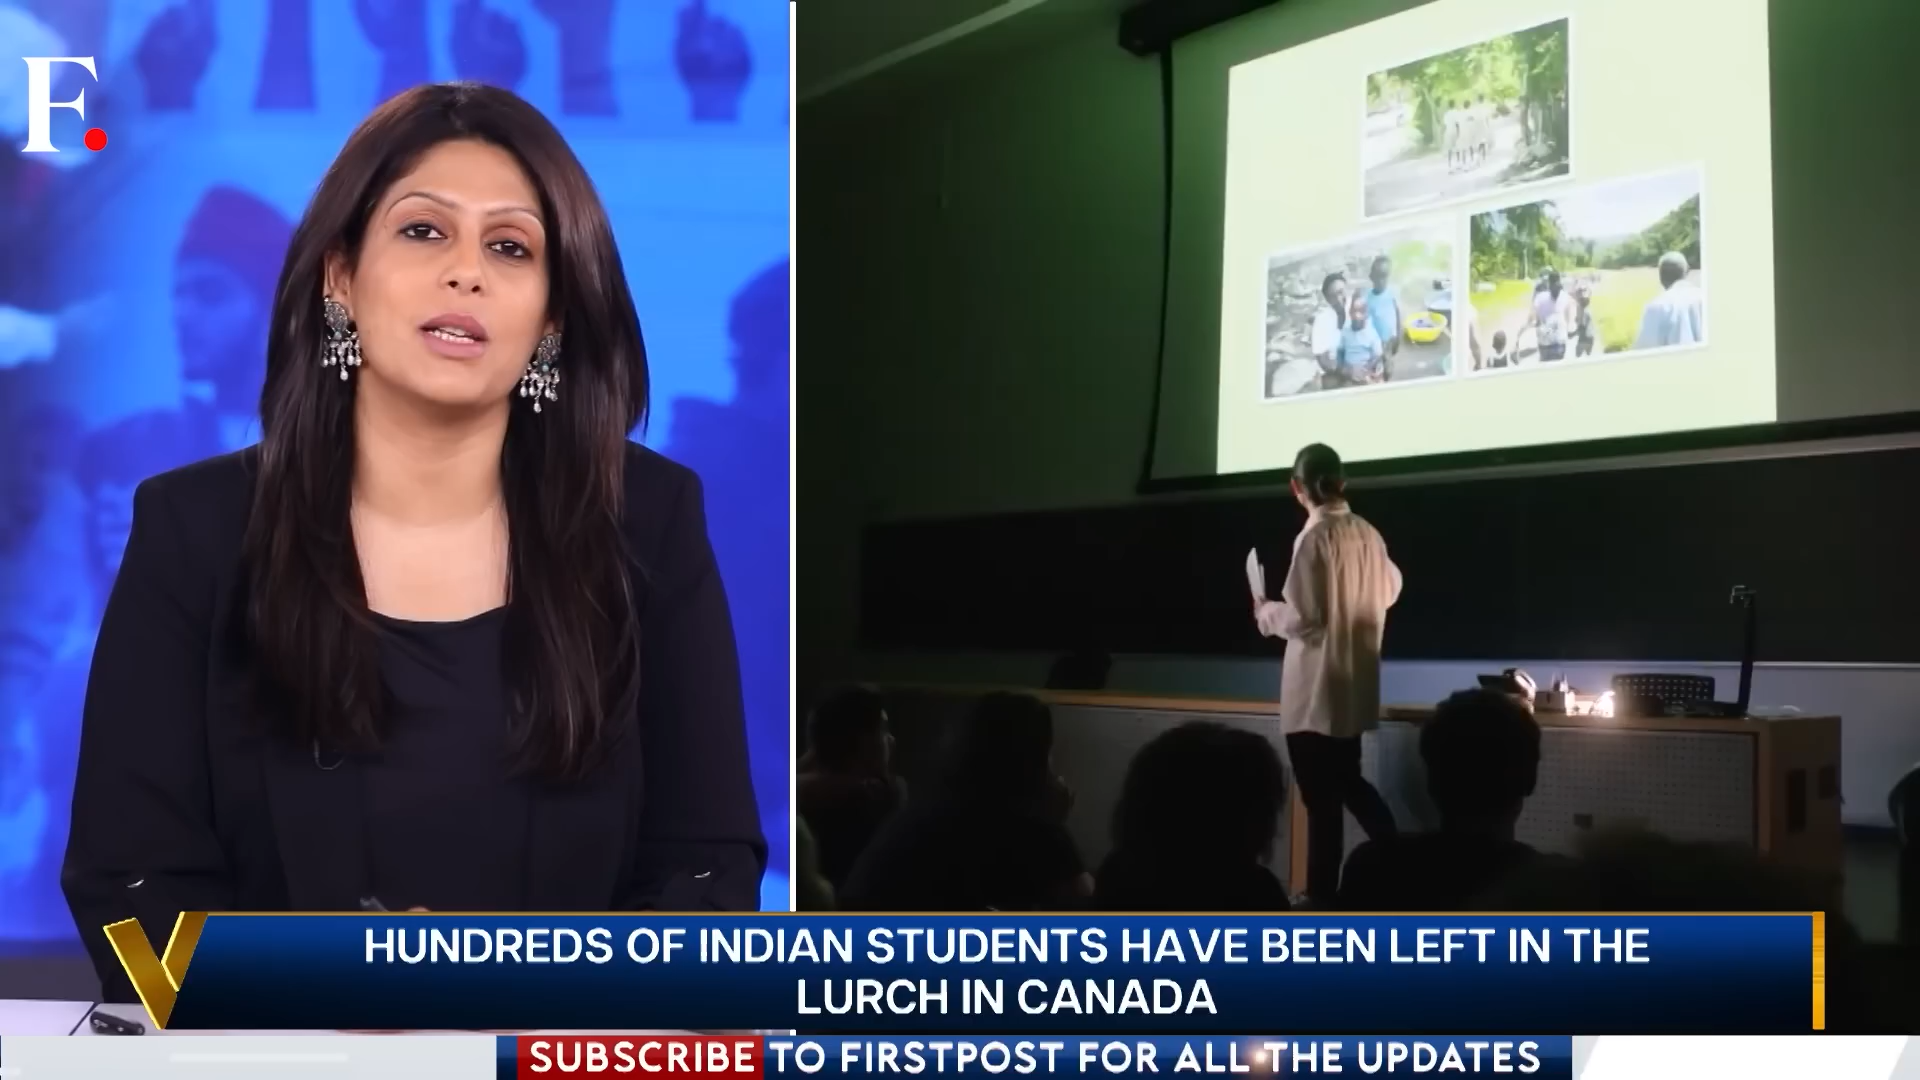 F.
HUNDREDS OF INDIAN STUDENTS HAVE BEEN LEFT IN THE
LURCH IN CANADA
SUBSCRIBE TO FIRSTPOST FOR ALL THE UPDATES